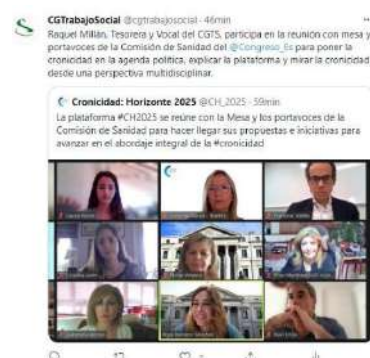 CGTrabajoSocial @cgtrabajosocial · 46min
Raquel Millán, Tesorera y Vocal del CGTS, participa en la reunión con mesa y
portavoces de la Comisión de Sanidad del @Congreso_Es para poner la
cronicidad en la agenda política, explicar la plataforma y mirar la cronicidad
desde una perspectiva multidisciplinar.
Cronicidad: Horizonte 2025 @CH_2025 · 59min
La plataforma #CH2025 se reúne con la Mesa y los portavoces de la
Comisión de Sanidad para hacer llegar sus propuestas e iniciativas para
avanzar en el abordaje integral de la #cronicidad